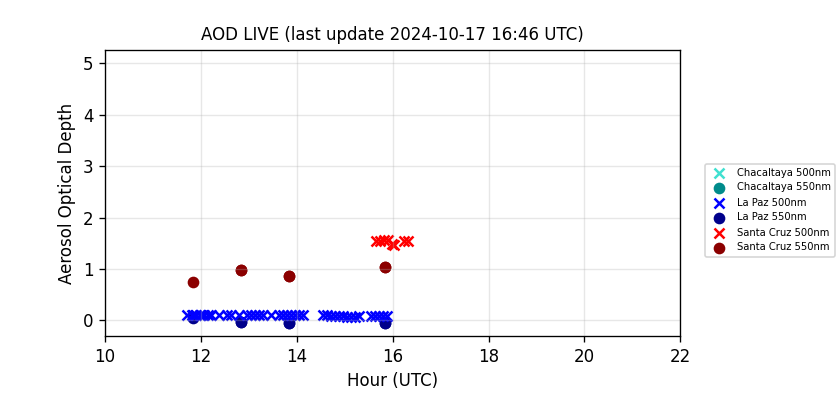 AOD LIVE (last update 2024-10-17 16:46 UTC)
5
4
3
2
1
0
Aerosol Optical Depth
10 12 14 16 18 20 22
Hour (UTC)
Chacaltaya 500nm
Chacaltaya 550nm
La Paz 500nm
La Paz 550nm
Santa Cruz 500nm
Santa Cruz 550nm